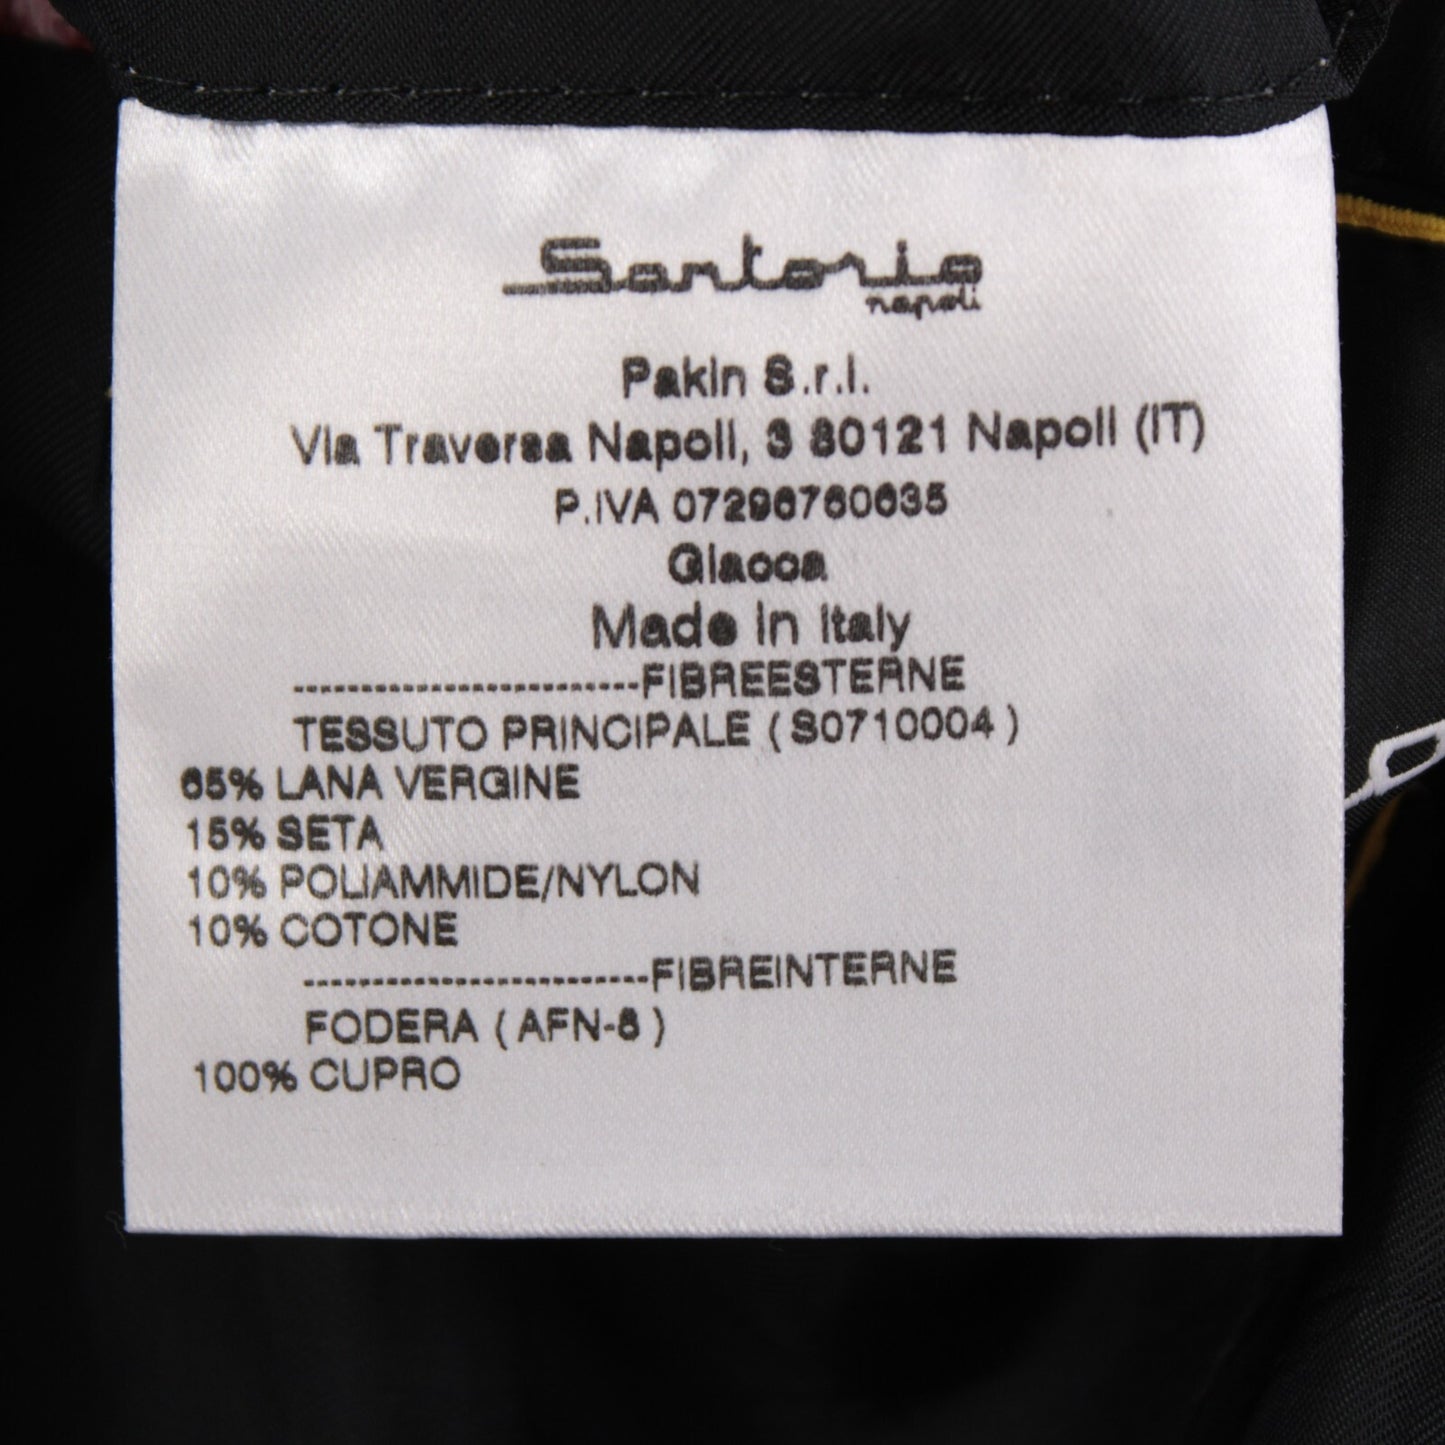 Sartorio
napoli
Pakin S.r.l.
Via Traversa Napoli, 3 80121 Napoli (IT)
P.IVA 07296760635
Giacca
Made in Italy
-------------------------FIBREESTERNE
TESSUTO PRINCIPALE ( S0710004 )
65% LANA VERGINE
15% SETA
10% POLIAMMIDE/NYLON
10% COTONE
-------------------------FIBREINTERNE
FODERA ( AFN-8 )
100% CUPRO